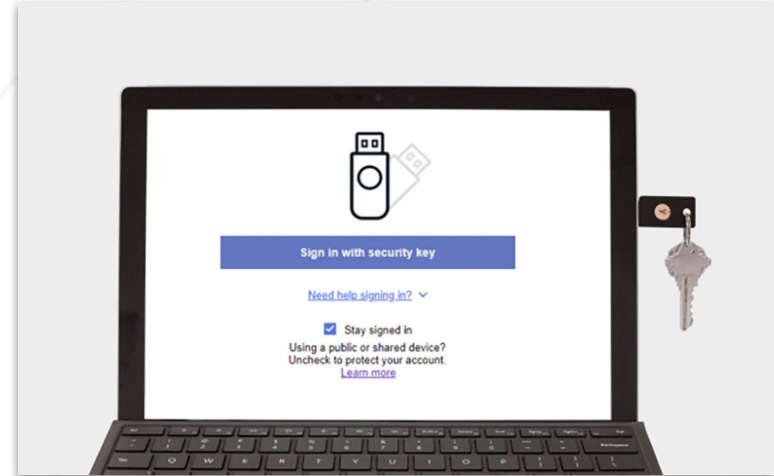 Sign in with security key
Need help signing in?
Stay signed in
Using a public or shared device?
Uncheck to protect your account.
Learn more
Q W E R T Y U I O P